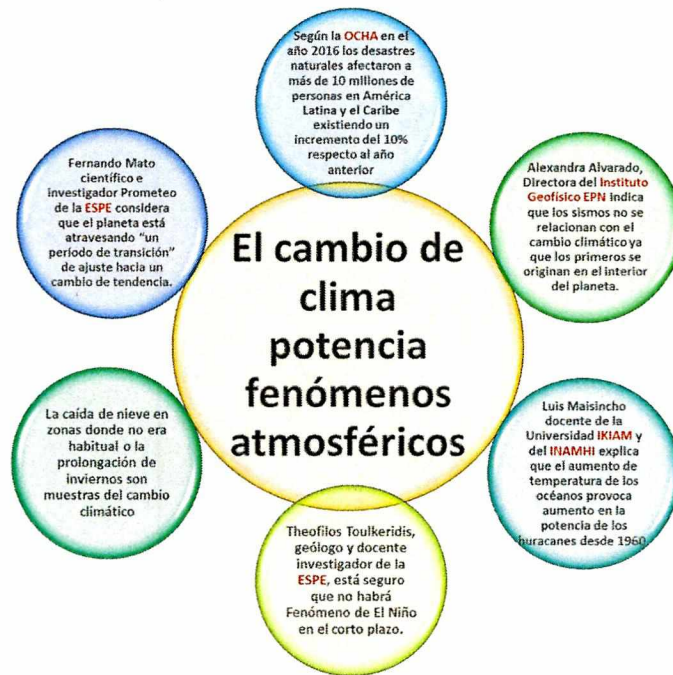 Según la OCHA en el
año 2016 los desastres
naturales afectaron a
más de 10 millones de
personas en América
Latina y el Caribe
existiendo un
incremento del 10%
respecto al año
anterior
Fernando Mato
científico e
investigador Prometeo
de la ESPE considera
que el planeta está
atravesando "un
período de transición"
de ajuste hacia un
cambio de tendencia.
Alexandra Alvarado,
Directora del Instituto
Geofísico EPN indica
que los sismos no se
relacionan con el
cambio climático ya
que los primeros se
originan en el interior
del planeta.
El cambio de
clima
potencia
fenómenos
atmosféricos
La caída de nieve en
zonas donde no era
habitual o la
prolongación de
inviernos son
muestras del cambio
climático
Luis Maisincho
docente de la
Universidad IKIAM y
del INAMHI explica
que el aumento de
temperatura de los
océanos provoca
aumento en la
potencia de los
huracanes desde 1960.
Theofilos Toulkeridis,
geólogo y docente
investigador de la
ESPE, está seguro
que no habrá
Fenómeno de El Niño
en el corto plazo.